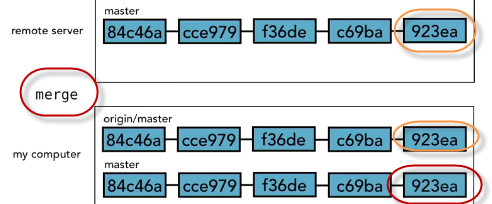 master
remote server
84c46a cce979 f36de c69ba 923ea
merge
origin/master
84c46a cce979 f36de c69ba 923ea
my computer
master
84c46a cce979 f36de c69ba 923ea